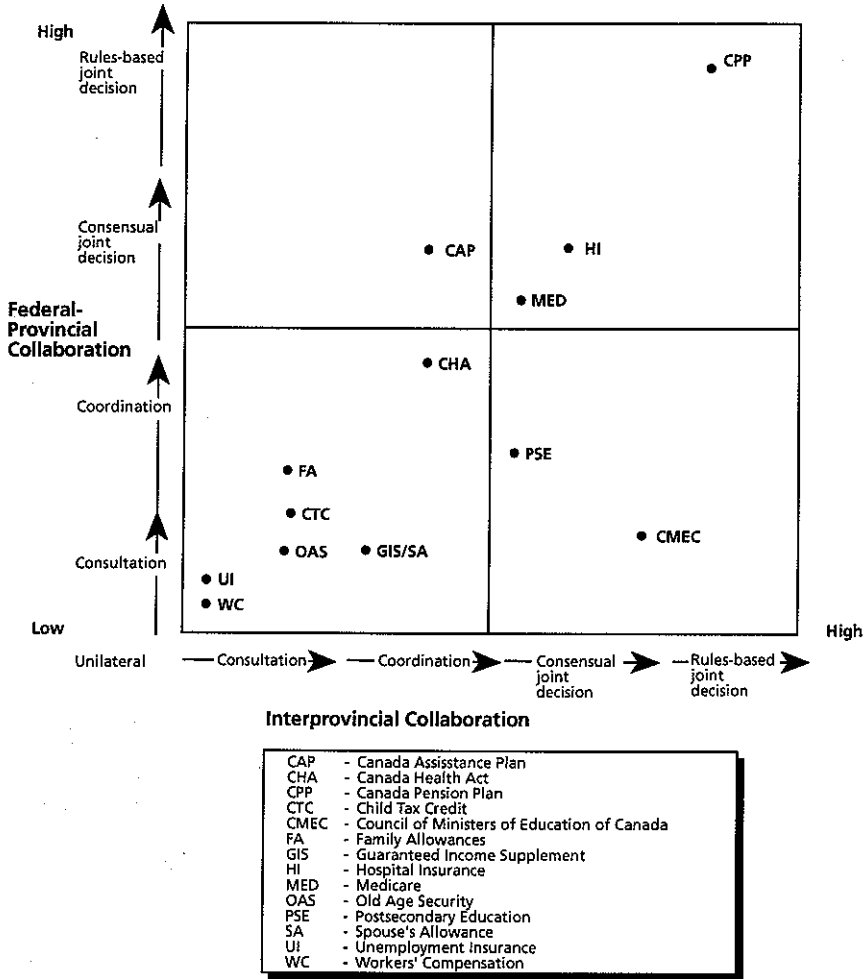 High
Rules-based
joint
decision
CPP
Consensual
joint
decision
CAP
HI
MED
Federal-
Provincial
Collaboration
CHA
Coordination
PSE
FA
CTC
CMEC
Consultation
OAS
GIS/SA
UI
WC
Low
High
Unilateral
Consultation
Coordination
Consensual
joint
decision
Rules-based
joint
decision
Interprovincial Collaboration
CAP - Canada Assisstance Plan
CHA - Canada Health Act
CPP - Canada Pension Plan
CTC - Child Tax Credit
CMEC - Council of Ministers of Education of Canada
FA - Family Allowances
GIS - Guaranteed Income Supplement
HI - Hospital Insurance
MED - Medicare
OAS - Old Age Security
PSE - Postsecondary Education
SA - Spouse's Allowance
UI - Unemployment Insurance
WC - Workers' Compensation